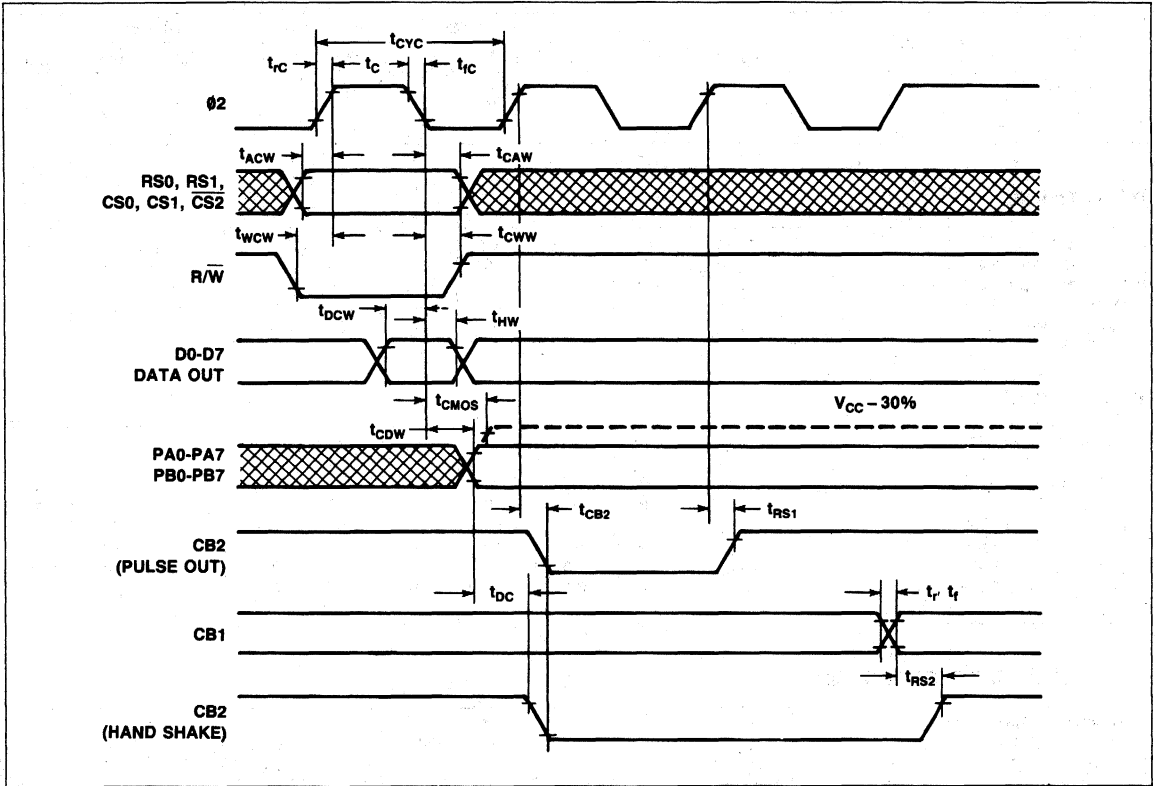 tCYC
trC
tC
tfC
Ø2
tACW
tCAW
RS0, RS1,
CS0, CS1, C̅S̅2̅
tWCW
tCWW
R/W̅
tDCW
tHW
D0-D7
DATA OUT
tCMOS
VCC – 30%
tCDW
PA0-PA7
PB0-PB7
tCB2
tRS1
CB2
(PULSE OUT)
tDC
tr, tf
CB1
tRS2
CB2
(HAND SHAKE)